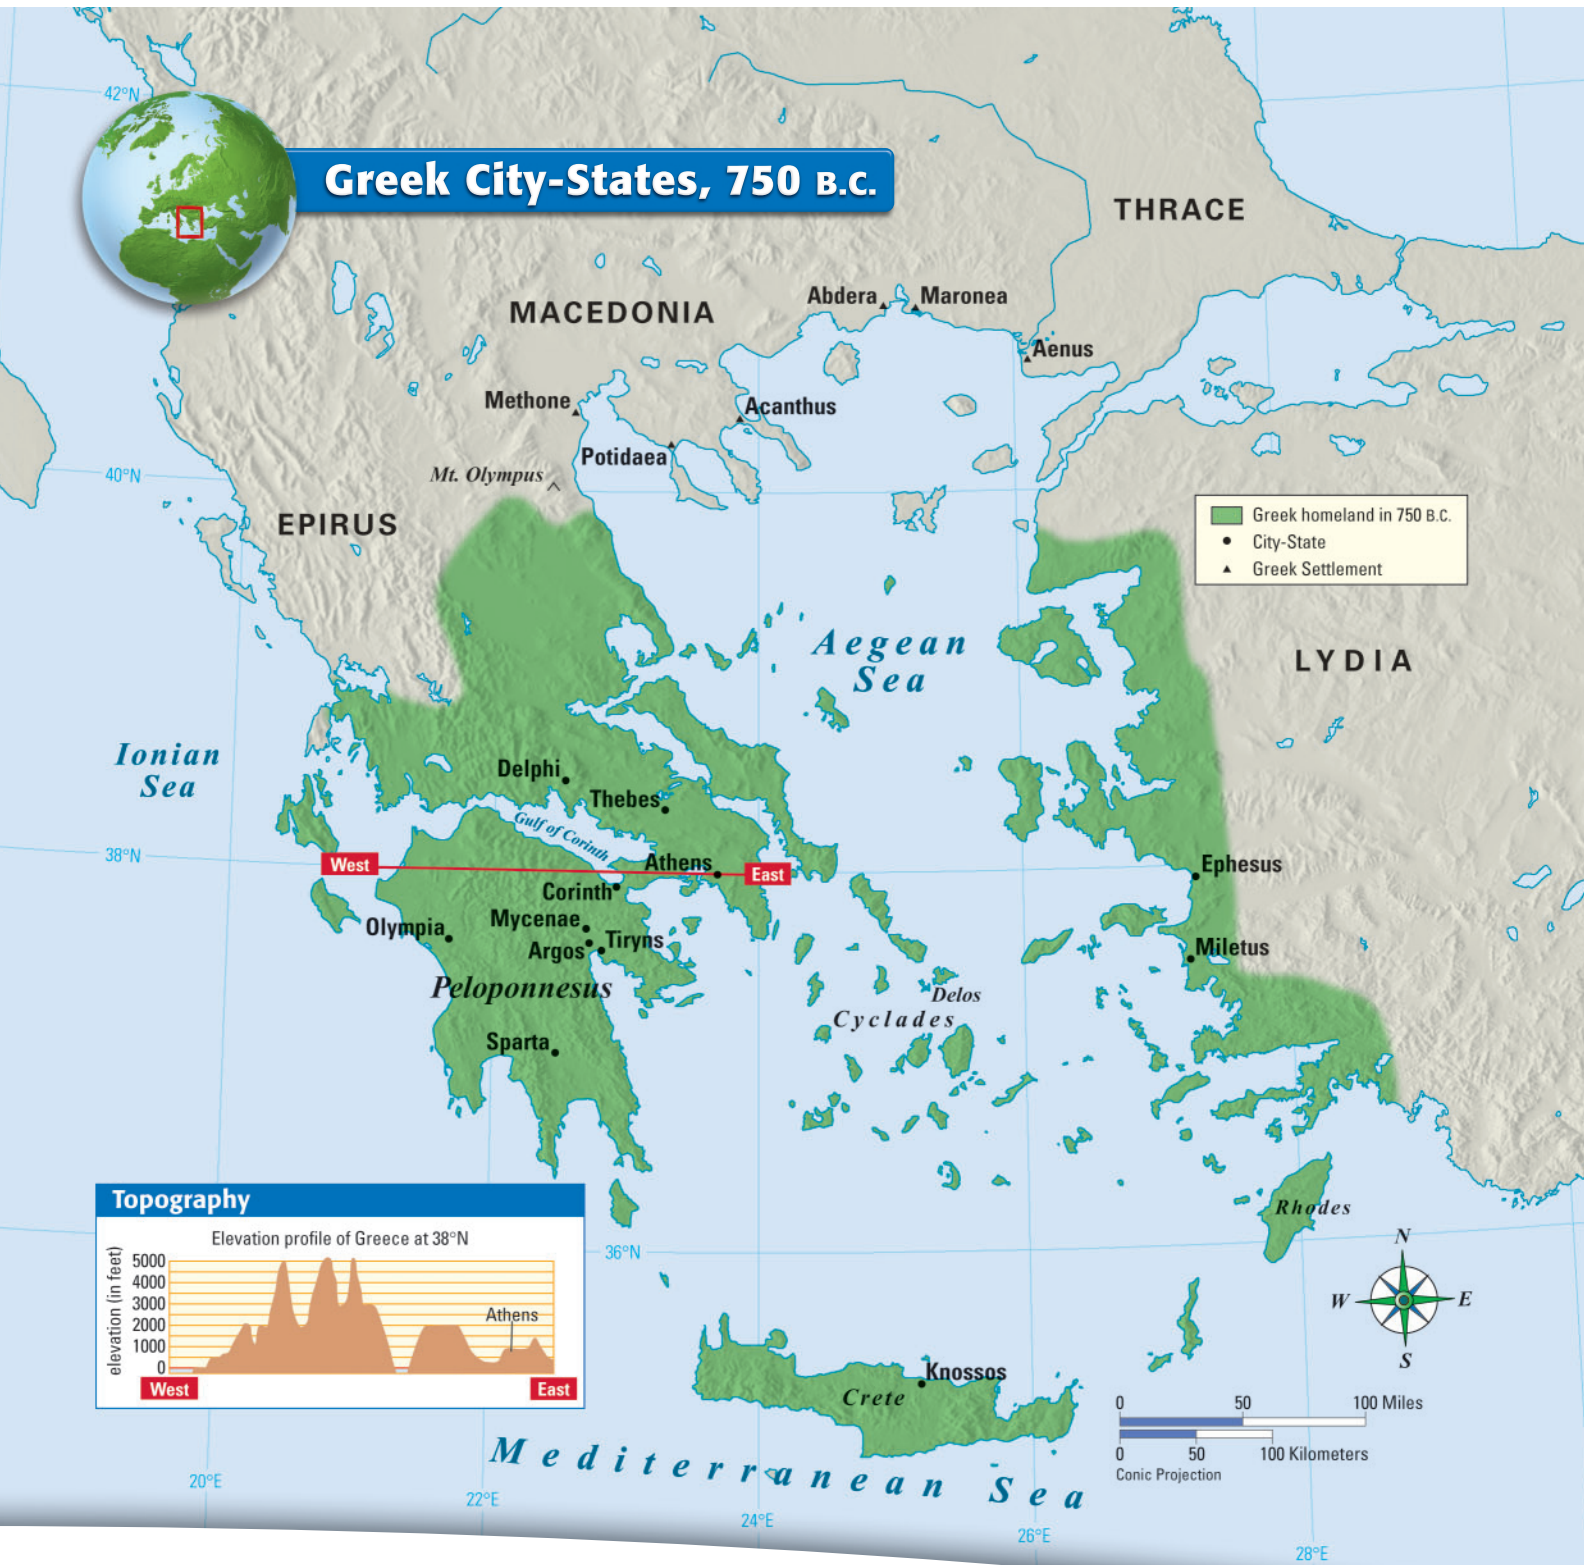 42°N
Greek City-States, 750 B.C.
THRACE
MACEDONIA
Abdera
Maronea
Aenus
Methone
Acanthus
Potidaea
40°N
Mt. Olympus
EPIRUS
Greek homeland in 750 B.C.
City-State
Greek Settlement
Aegean
Sea
LYDIA
Ionian
Sea
Delphi
Thebes
Gulf of Corinth
38°N
West
Athens
East
Ephesus
Corinth
Mycenae
Olympia
Argos
Tiryns
Miletus
Peloponnesus
Delos
Cyclades
Sparta
Topography
Elevation profile of Greece at 38°N
elevation (in feet)
5000
4000
3000
2000
1000
0
Athens
West
East
36°N
Rhodes
N
W
E
S
Knossos
Crete
0 50 100 Miles
0 50 100 Kilometers
Conic Projection
Mediterranean Sea
20°E
22°E
24°E
26°E
28°E